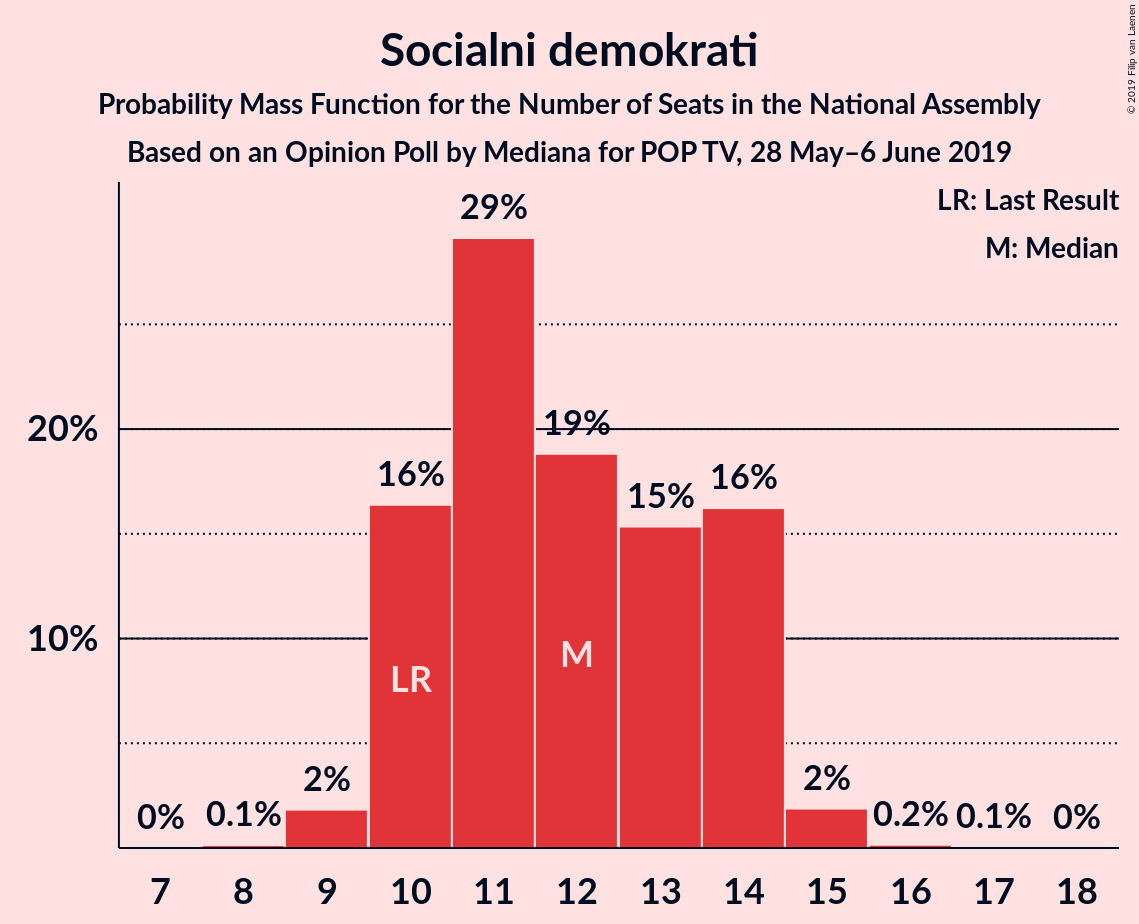 Socialni demokrati
Probability Mass Function for the Number of Seats in the National Assembly
Based on an Opinion Poll by Mediana for POP TV, 28 May–6 June 2019
© 2019 Filip van Laenen
LR: Last Result
M: Median
29%
20%
19%
16%
15%
16%
10%
LR
M
0%
0.1%
2%
2%
0.2%
0.1%
0%
7 8 9 10 11 12 13 14 15 16 17 18